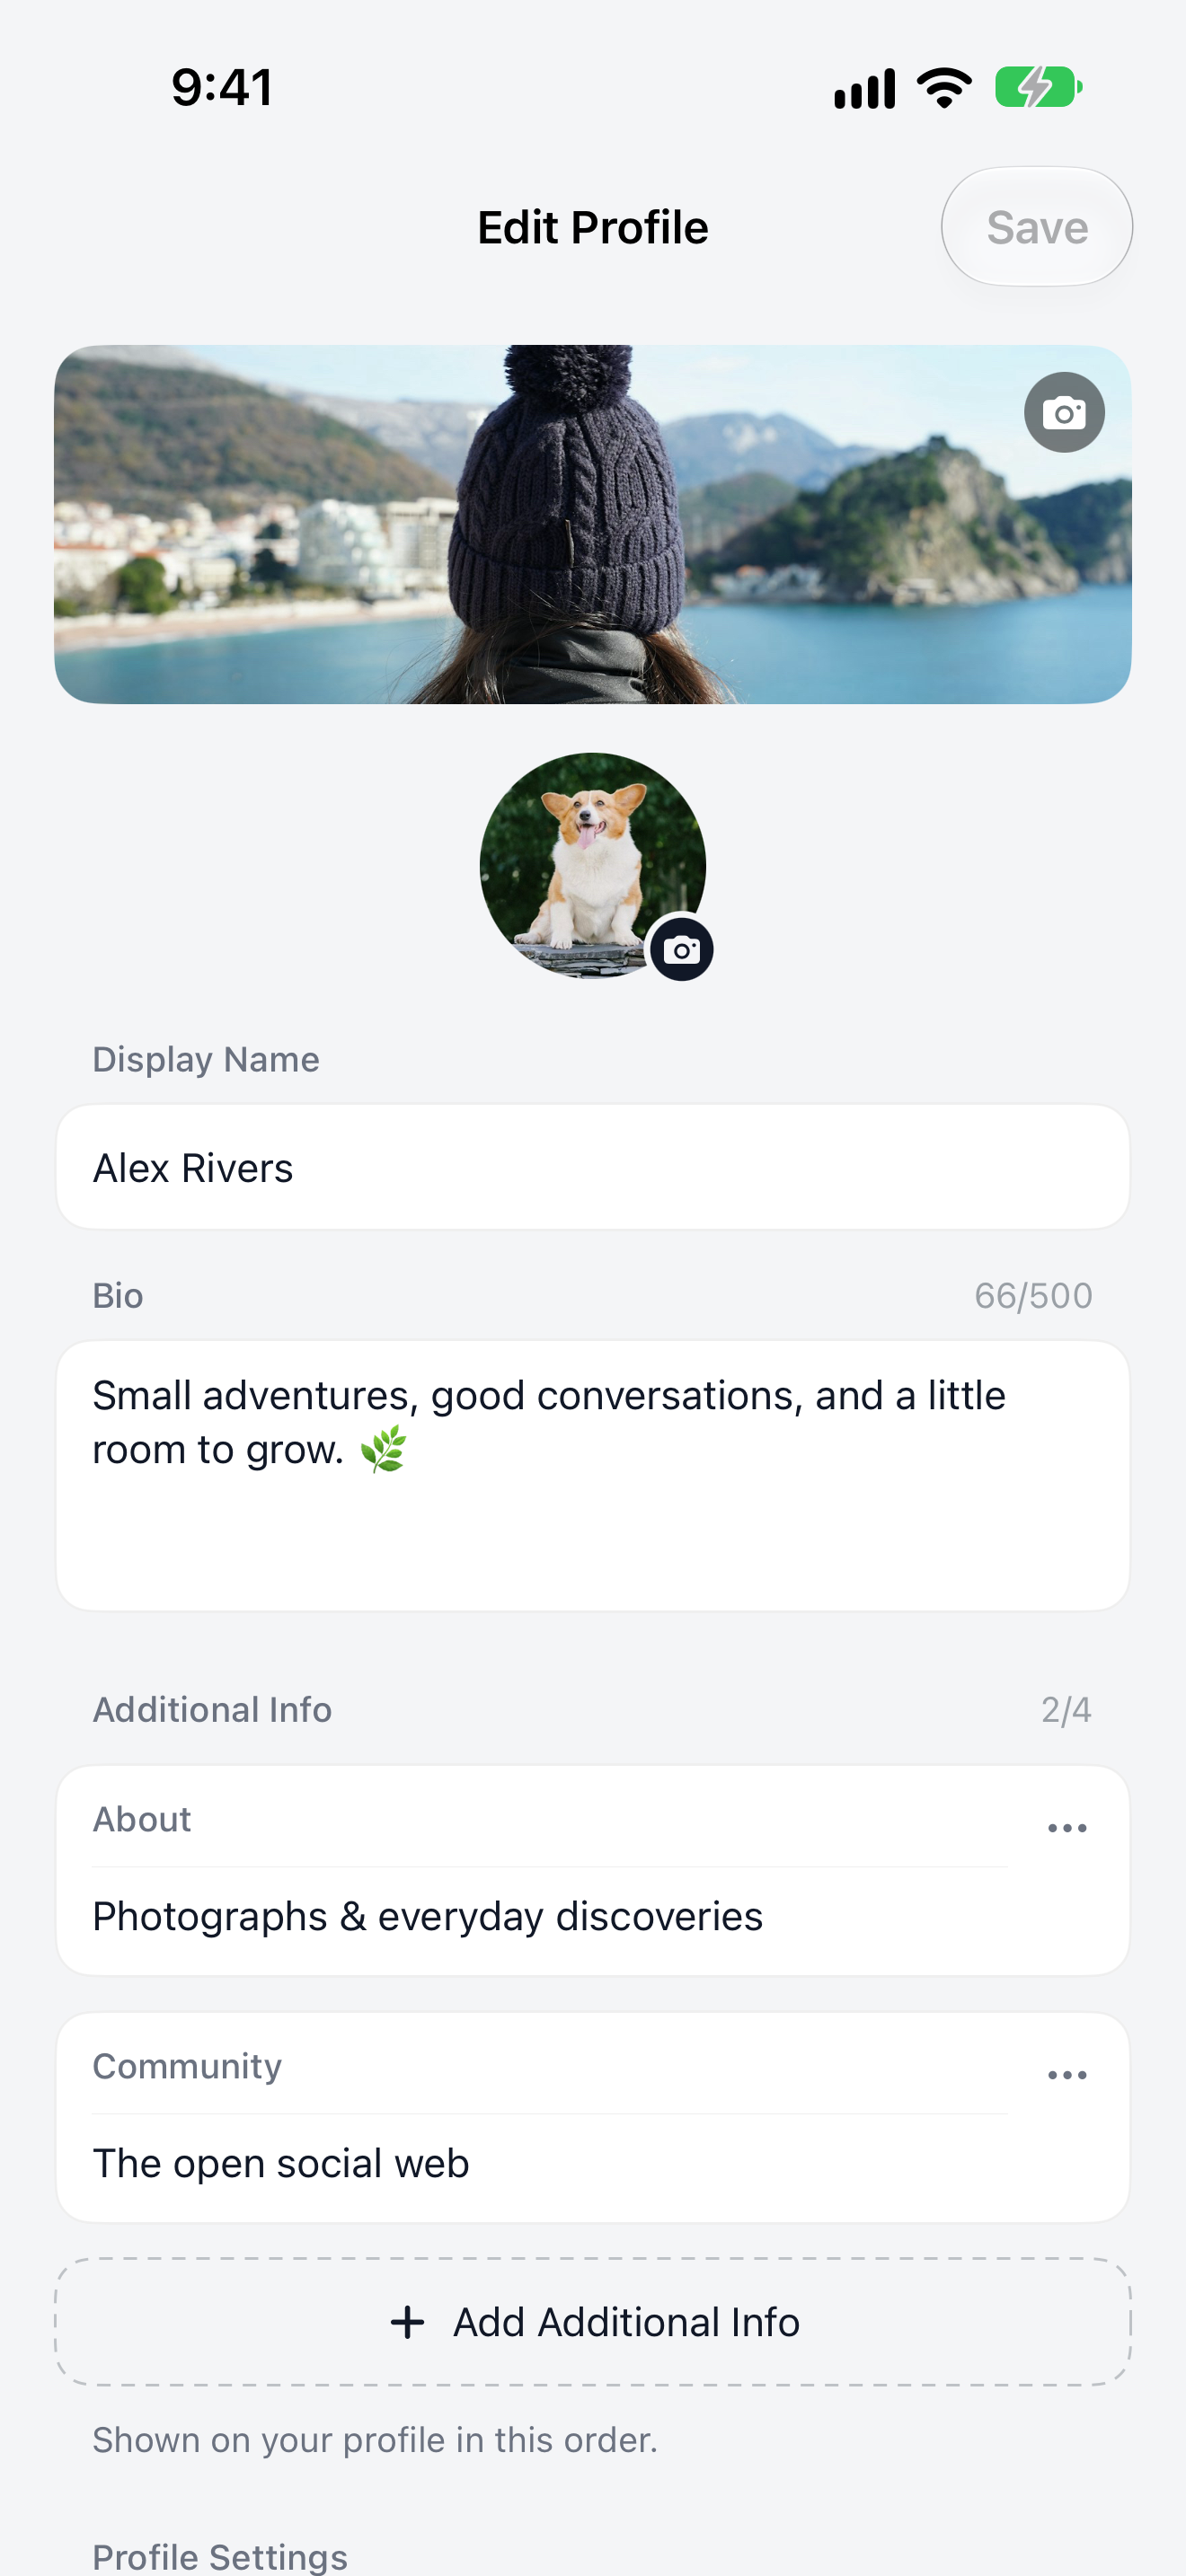 9:41
Edit Profile
Save
Display Name
Alex Rivers
Bio
66/500
Small adventures, good conversations, and a little
room to grow. 🌿
Additional Info
2/4
About
Photographs & everyday discoveries
Community
The open social web
+ Add Additional Info
Shown on your profile in this order.
Profile Settings